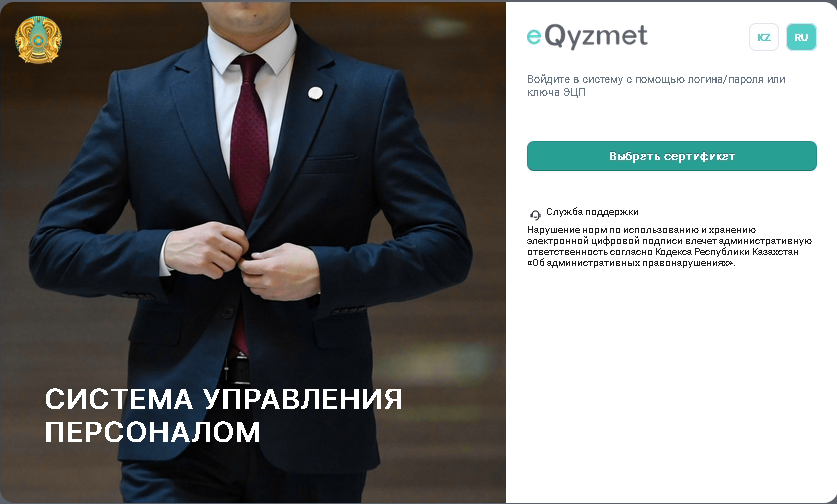 eQyzmet
KZ
RU
Войдите в систему с помощью логина/пароля или
ключа ЭЦП
Выбрать сертификат
Служба поддержки
Нарушение норм по использованию и хранению
электронной цифровой подписи влечет административную
ответственность согласно Кодекса Республики Казахстан
«Об административных правонарушениях».
СИСТЕМА УПРАВЛЕНИЯ
ПЕРСОНАЛОМ